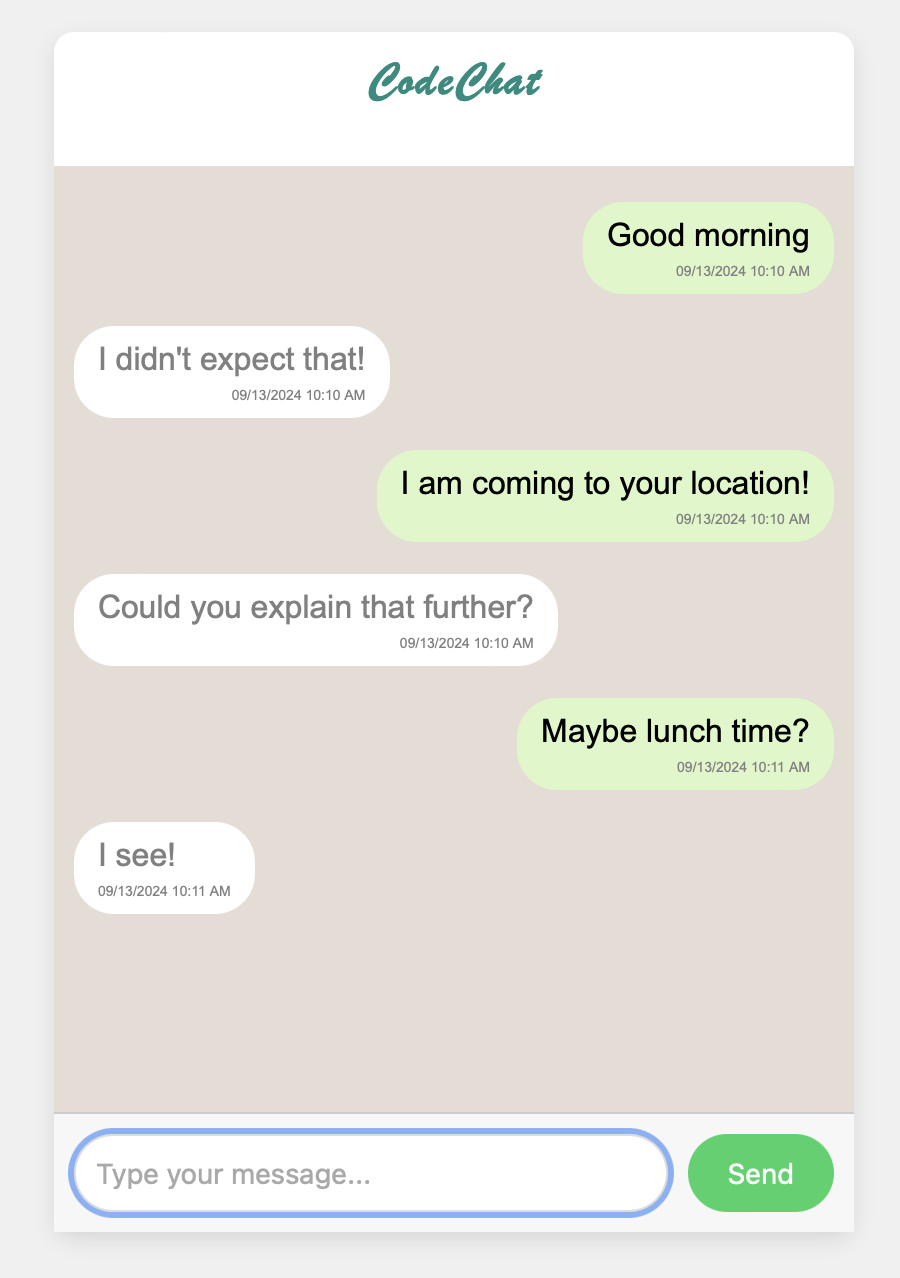 CodeChat
Good morning
09/13/2024 10:10 AM
I didn't expect that!
09/13/2024 10:10 AM
I am coming to your location!
09/13/2024 10:10 AM
Could you explain that further?
09/13/2024 10:10 AM
Maybe lunch time?
09/13/2024 10:11 AM
I see!
09/13/2024 10:11 AM
Type your message...
Send